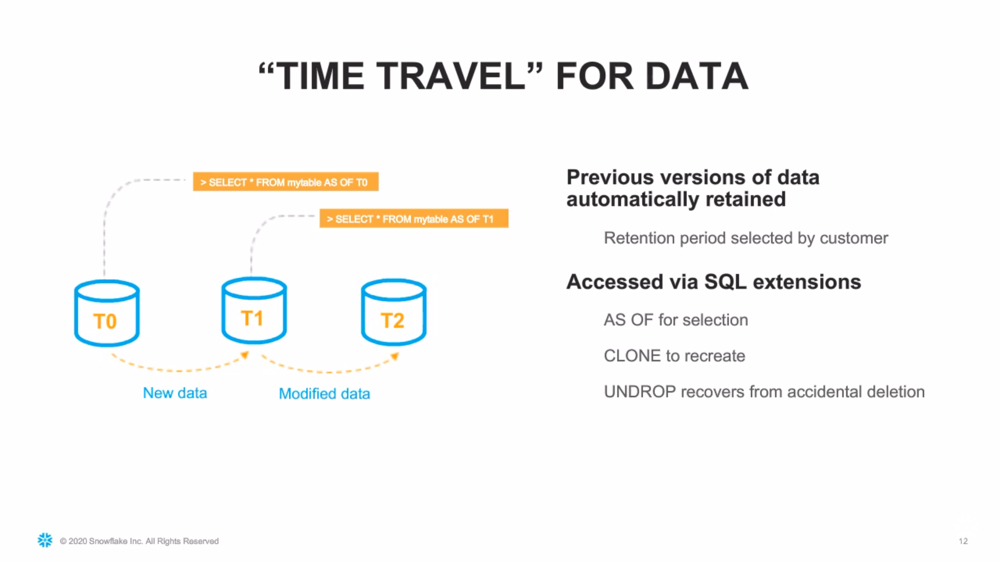 “TIME TRAVEL” FOR DATA
> SELECT * FROM mytable AS OF T0
> SELECT * FROM mytable AS OF T1
T0
T1
T2
New data
Modified data
Previous versions of data
automatically retained
Retention period selected by customer
Accessed via SQL extensions
AS OF for selection
CLONE to recreate
UNDROP recovers from accidental deletion
© 2020 Snowflake Inc. All Rights Reserved
12